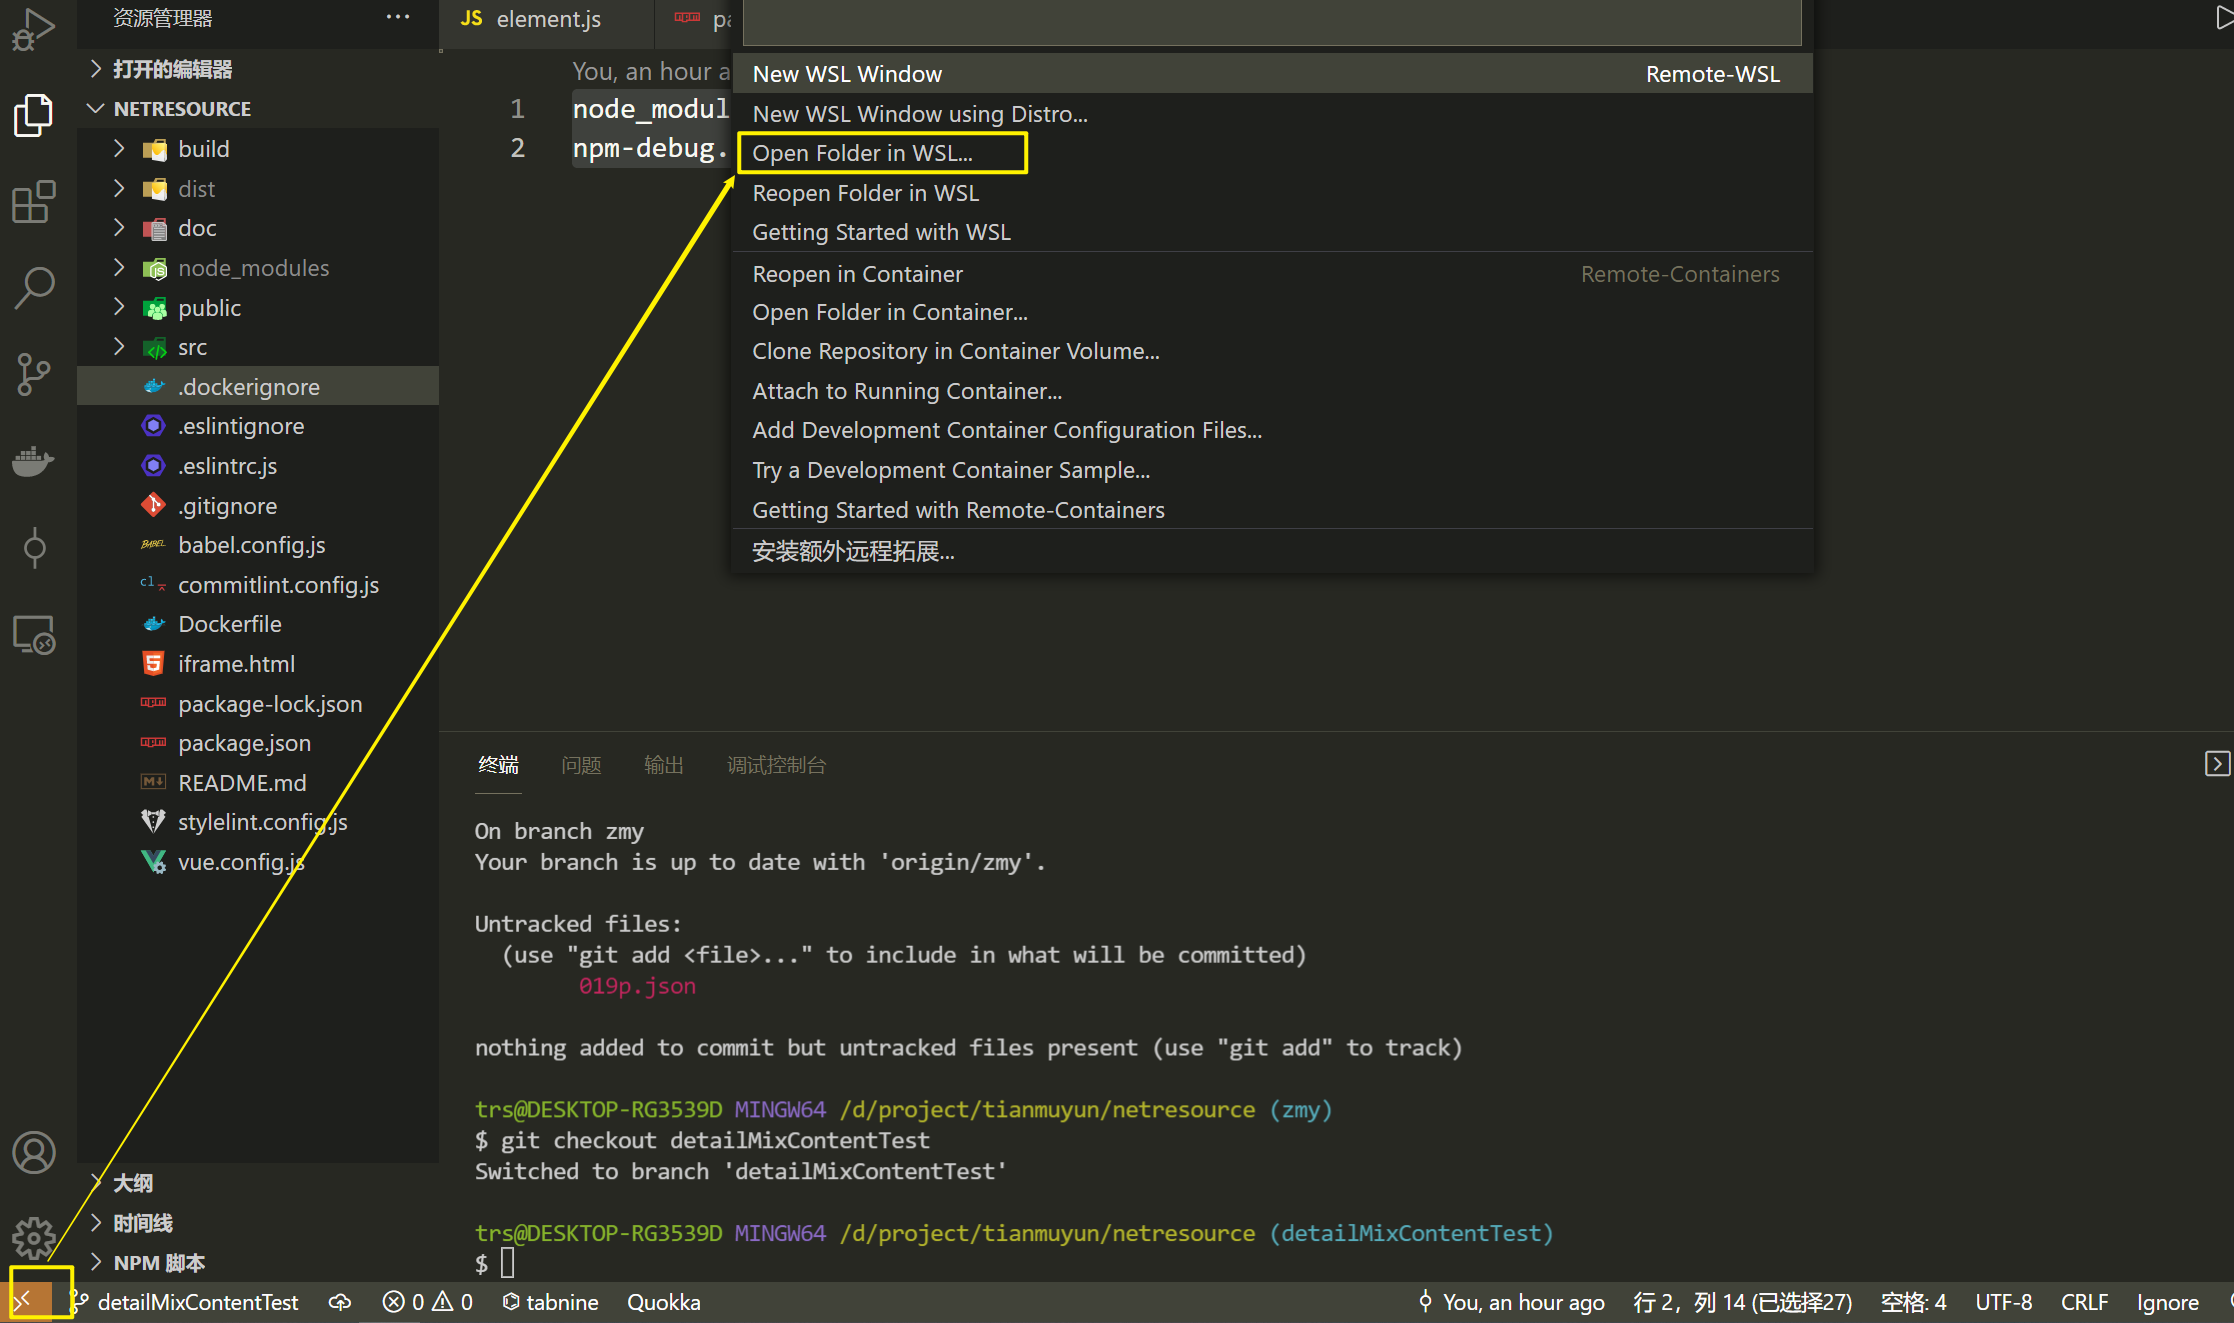 资源管理器
打开的编辑器
NETRESOURCE
build
dist
doc
node_modules
public
src
.dockerignore
.eslintignore
.eslintrc.js
.gitignore
babel.config.js
commitlint.config.js
Dockerfile
iframe.html
package-lock.json
package.json
README.md
stylelint.config.js
vue.config.js
大纲
时间线
NPM 脚本
JS element.js
pa
You, an hour a
1 node_modul
2 npm-debug.
New WSL Window Remote-WSL
New WSL Window using Distro...
Open Folder in WSL...
Reopen Folder in WSL
Getting Started with WSL
Reopen in Container Remote-Containers
Open Folder in Container...
Clone Repository in Container Volume...
Attach to Running Container...
Add Development Container Configuration Files...
Try a Development Container Sample...
Getting Started with Remote-Containers
安装额外远程拓展...
终端 问题 输出 调试控制台
On branch zmy
Your branch is up to date with 'origin/zmy'.
Untracked files:
(use "git add <file>..." to include in what will be committed)
019p.json
nothing added to commit but untracked files present (use "git add" to track)
trs@DESKTOP-RG3539D MINGW64 /d/project/tianmuyun/netresource (zmy)
$ git checkout detailMixContentTest
Switched to branch 'detailMixContentTest'
trs@DESKTOP-RG3539D MINGW64 /d/project/tianmuyun/netresource (detailMixContentTest)
$
detailMixContentTest 0 0 tabnine Quokka You, an hour ago 行 2，列 14 (已选择27) 空格: 4 UTF-8 CRLF Ignore